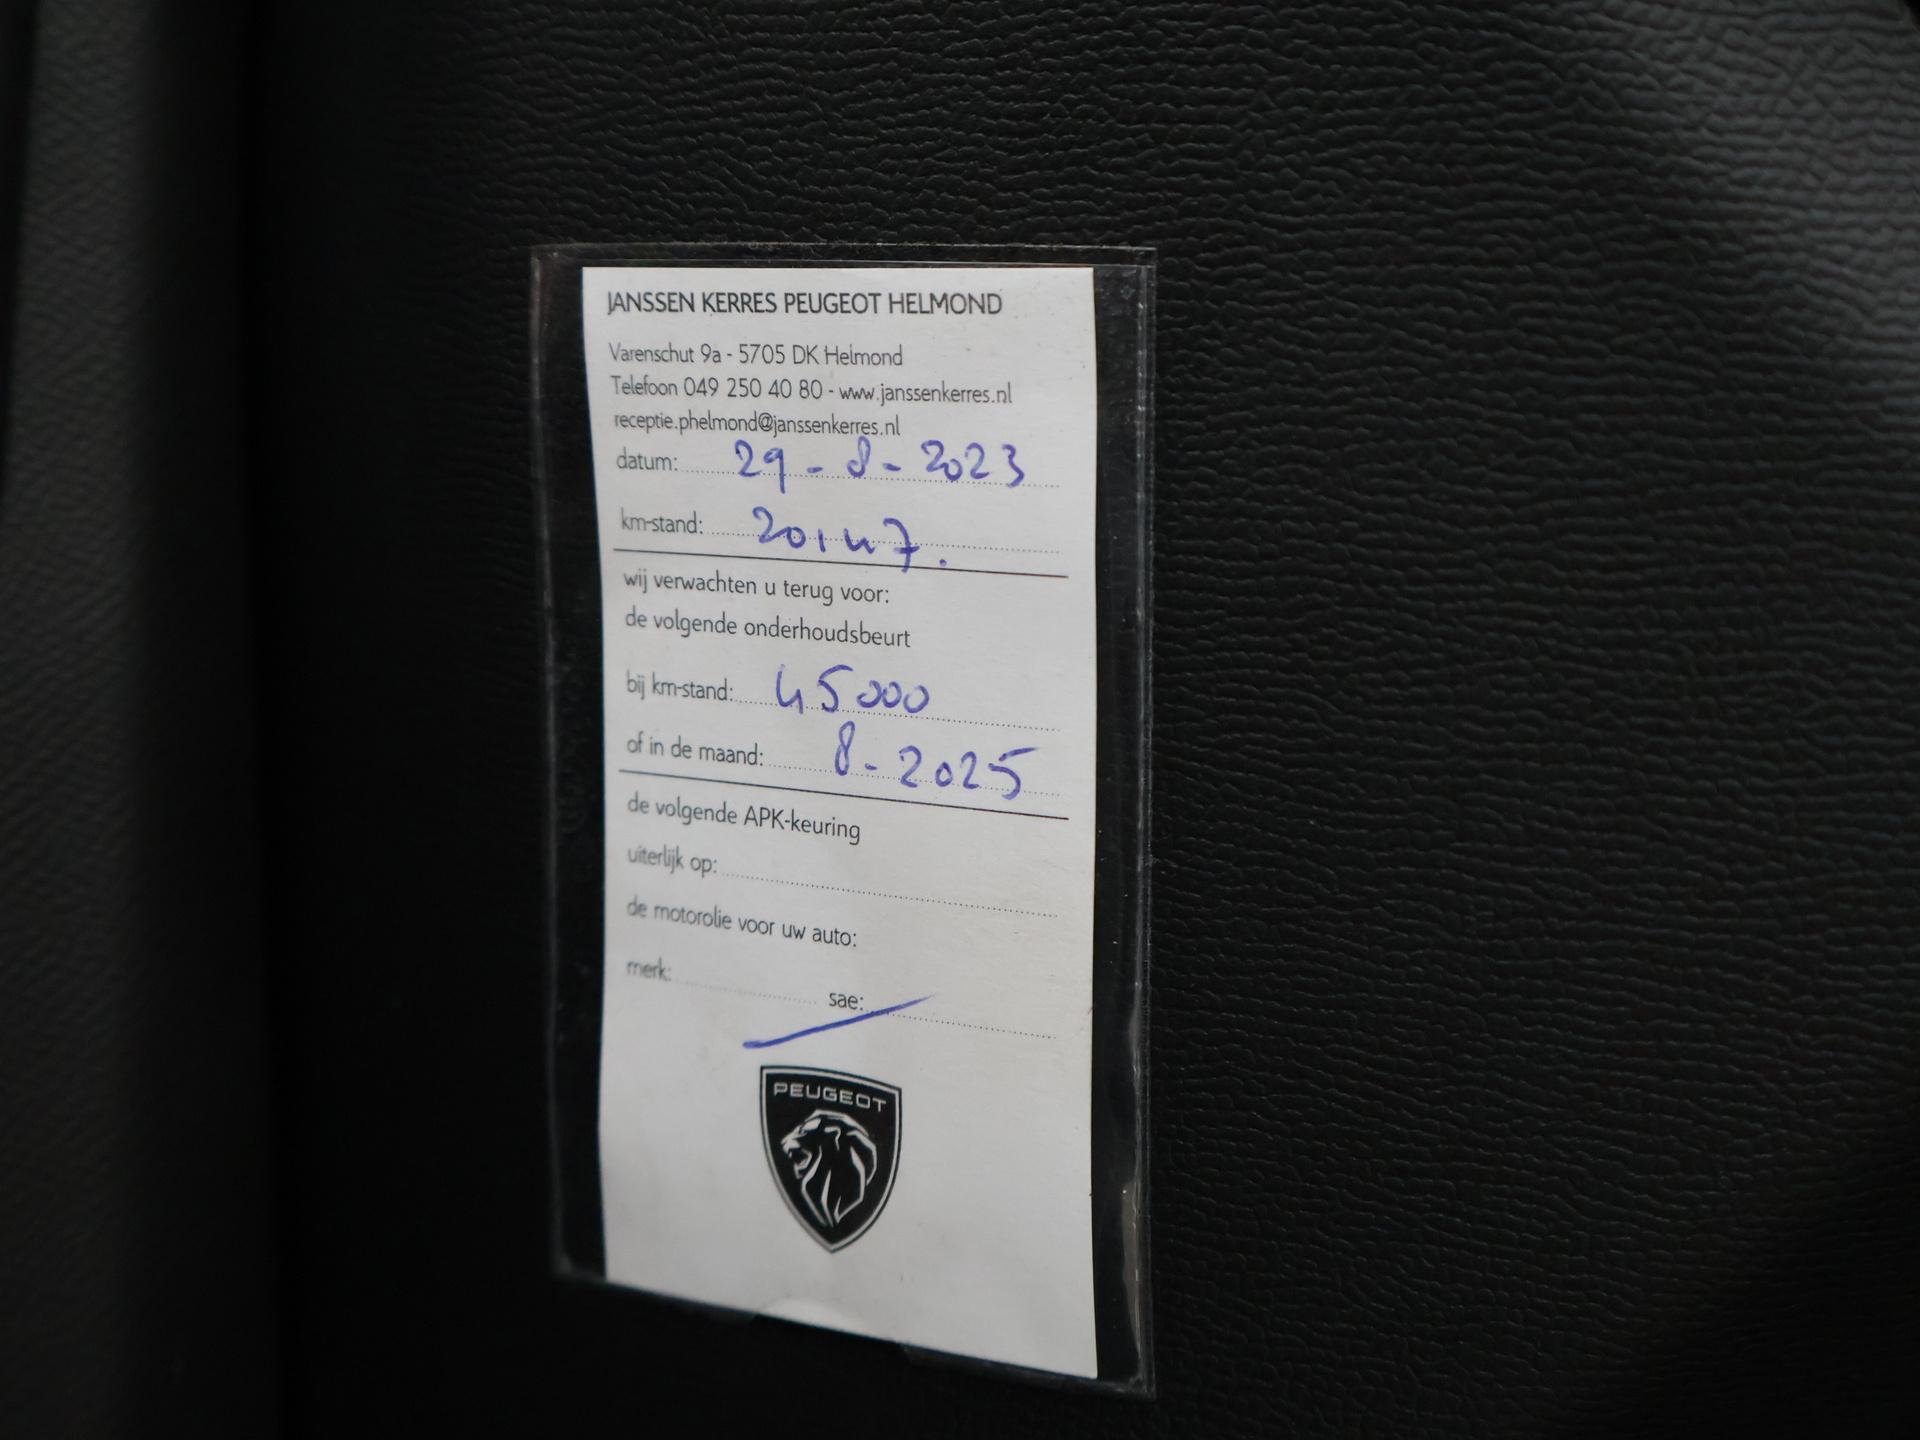 JANSSEN KERRES PEUGEOT HELMOND
Varenschut 9a - 5705 DK Helmond
Telefoon 049 250 40 80 - www.janssenkerres.nl
receptie.phelmond@janssenkerres.nl
datum: 29 - 8 - 2023
km-stand: 20147.
wij verwachten u terug voor:
de volgende onderhoudsbeurt
bij km-stand: 45000
of in de maand: 8 - 2025
de volgende APK-keuring
uiterlijk op:
de motorolie voor uw auto:
merk: sae:
PEUGEOT